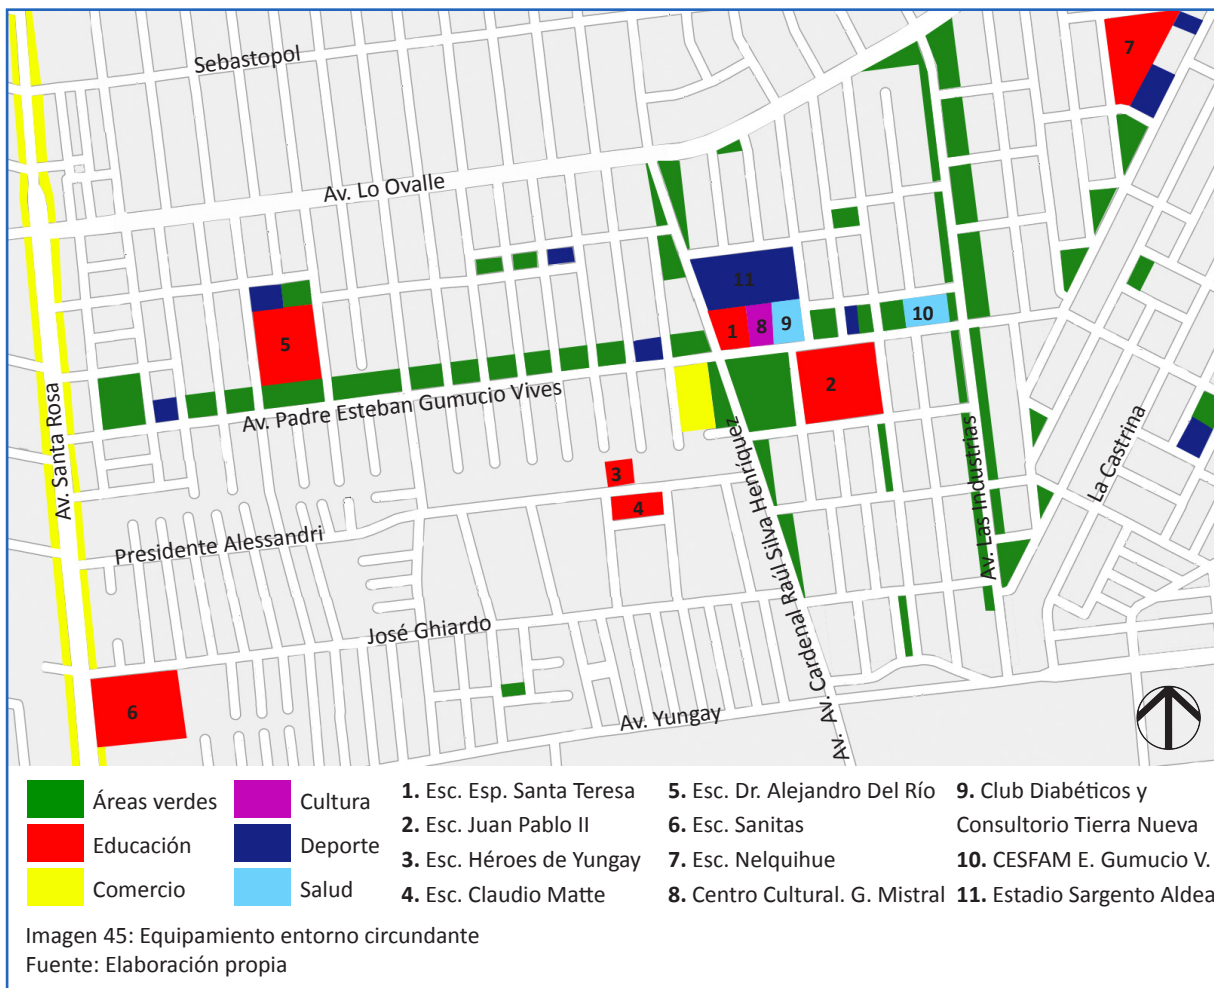 Sebastopol
7
Av. Lo Ovalle
11
1
8
9
10
5
2
Av. Padre Esteban Gumucio Vives
Av. Santa Rosa
3
4
Av. Las Industrias
La Castrina
Presidente Alessandri
Av. Av. Cardenal Raúl Silva Henríquez
José Ghiardo
6
Av. Yungay
Áreas verdes
Educación
Comercio
Cultura
Deporte
Salud
1. Esc. Esp. Santa Teresa
2. Esc. Juan Pablo II
3. Esc. Héroes de Yungay
4. Esc. Claudio Matte
5. Esc. Dr. Alejandro Del Río
6. Esc. Sanitas
7. Esc. Nelquihue
8. Centro Cultural. G. Mistral
9. Club Diabéticos y
Consultorio Tierra Nueva
10. CESFAM E. Gumucio V.
11. Estadio Sargento Aldea
Imagen 45: Equipamiento entorno circundante
Fuente: Elaboración propia